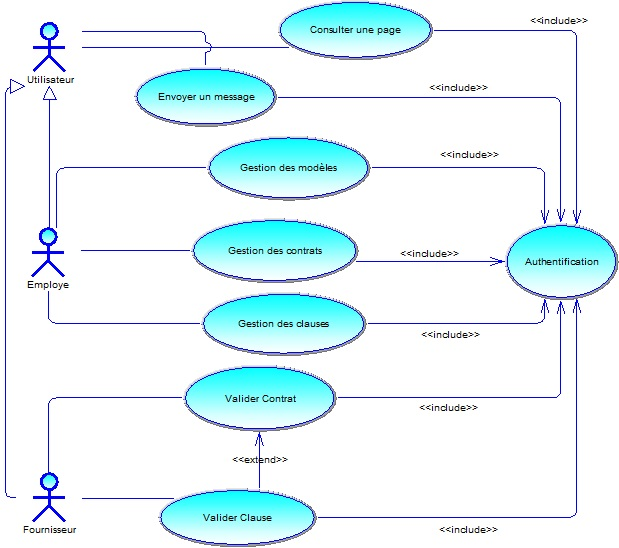 Consulter une page
<<include>>
Utilisateur
Envoyer un message
<<include>>
Gestion des modèles
<<include>>
Employe
Gestion des contrats
<<include>>
Authentification
Gestion des clauses
<<include>>
Valider Contrat
<<include>>
<<extend>>
Fournisseur
Valider Clause
<<include>>